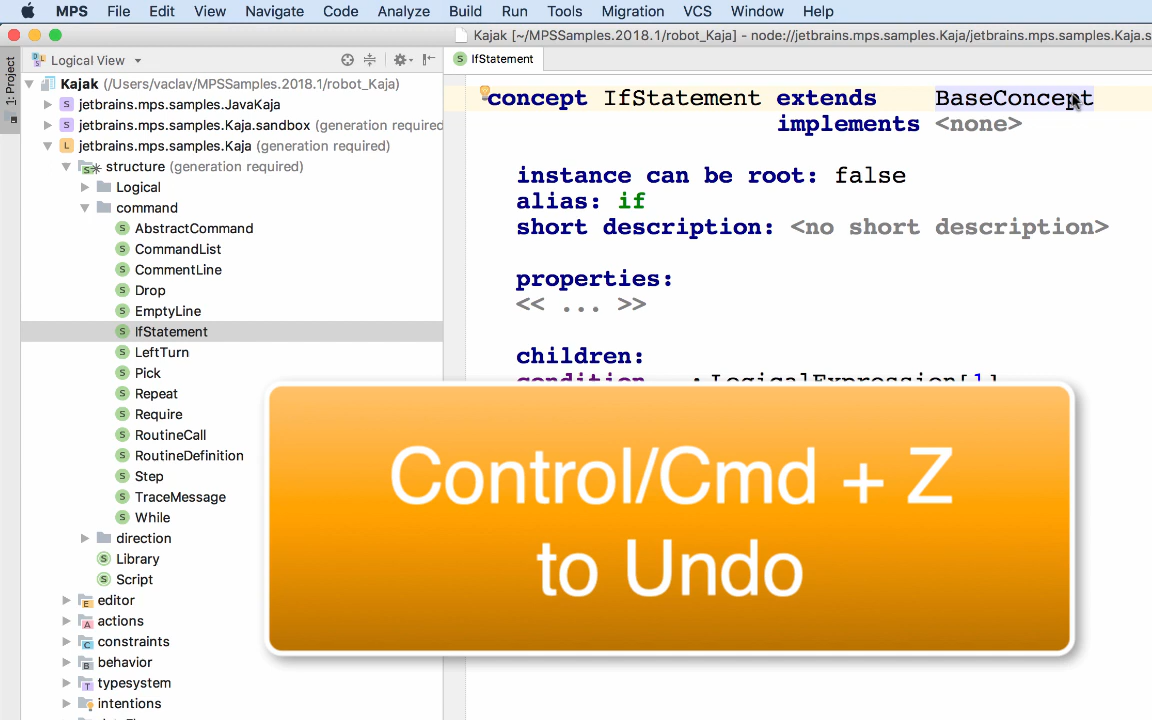 MPS File Edit View Navigate Code Analyze Build Run Tools Migration VCS Window Help
Kajak [~/MPSSamples.2018.1/robot_Kaja] - node://jetbrains.mps.samples.Kaja/jetbrains.mps.samples.Kaja.s
1: Project
Logical View
IfStatement
Kajak (/Users/vaclav/MPSSamples.2018.1/robot_Kaja)
jetbrains.mps.samples.JavaKaja
jetbrains.mps.samples.Kaja.sandbox (generation required
jetbrains.mps.samples.Kaja (generation required)
structure (generation required)
Logical
command
AbstractCommand
CommandList
CommentLine
Drop
EmptyLine
IfStatement
LeftTurn
Pick
Repeat
Require
RoutineCall
RoutineDefinition
Step
TraceMessage
While
direction
Library
Script
editor
actions
constraints
behavior
typesystem
intentions
concept IfStatement extends BaseConcept
implements <none>
instance can be root: false
alias: if
short description: <no short description>
properties:
<< ... >>
children:
condition : LogicalExpression[1]
Control/Cmd + Z
to Undo